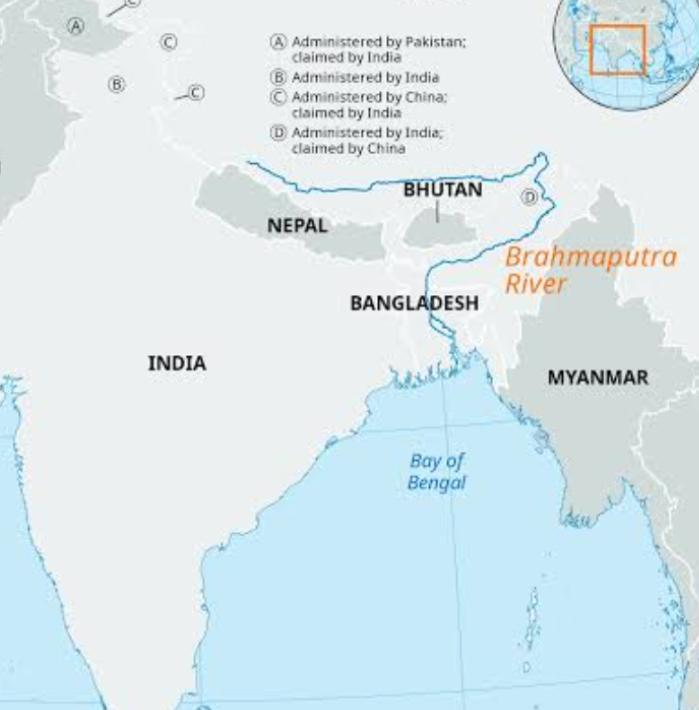 C
A
C
B
C
A Administered by Pakistan;
claimed by India
B Administered by India
C Administered by China;
claimed by India
D Administered by India;
claimed by China
BHUTAN
D
NEPAL
Brahmaputra
River
BANGLADESH
INDIA
MYANMAR
Bay of
Bengal